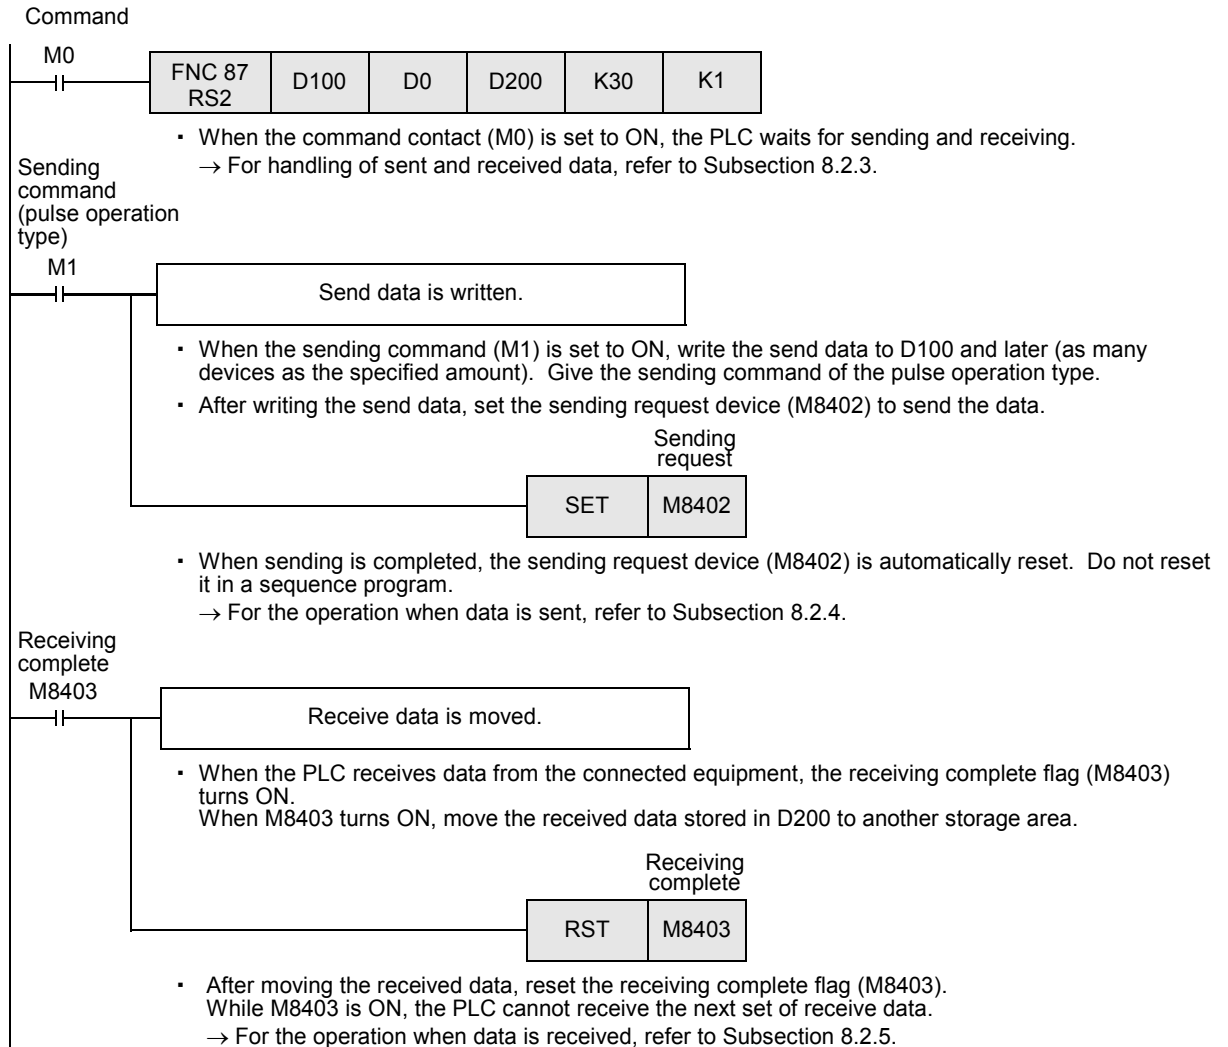 Command
M0
FNC 87
RS2
D100
D0
D200
K30
K1
▪ When the command contact (M0) is set to ON, the PLC waits for sending and receiving.
→ For handling of sent and received data, refer to Subsection 8.2.3.
Sending
command
(pulse operation
type)
M1
Send data is written.
▪ When the sending command (M1) is set to ON, write the send data to D100 and later (as many
devices as the specified amount).  Give the sending command of the pulse operation type.
▪ After writing the send data, set the sending request device (M8402) to send the data.
Sending
request
SET
M8402
▪ When sending is completed, the sending request device (M8402) is automatically reset.  Do not reset
it in a sequence program.
→ For the operation when data is sent, refer to Subsection 8.2.4.
Receiving
complete
M8403
Receive data is moved.
▪ When the PLC receives data from the connected equipment, the receiving complete flag (M8403)
turns ON.
When M8403 turns ON, move the received data stored in D200 to another storage area.
Receiving
complete
RST
M8403
▪ After moving the received data, reset the receiving complete flag (M8403).
While M8403 is ON, the PLC cannot receive the next set of receive data.
→ For the operation when data is received, refer to Subsection 8.2.5.